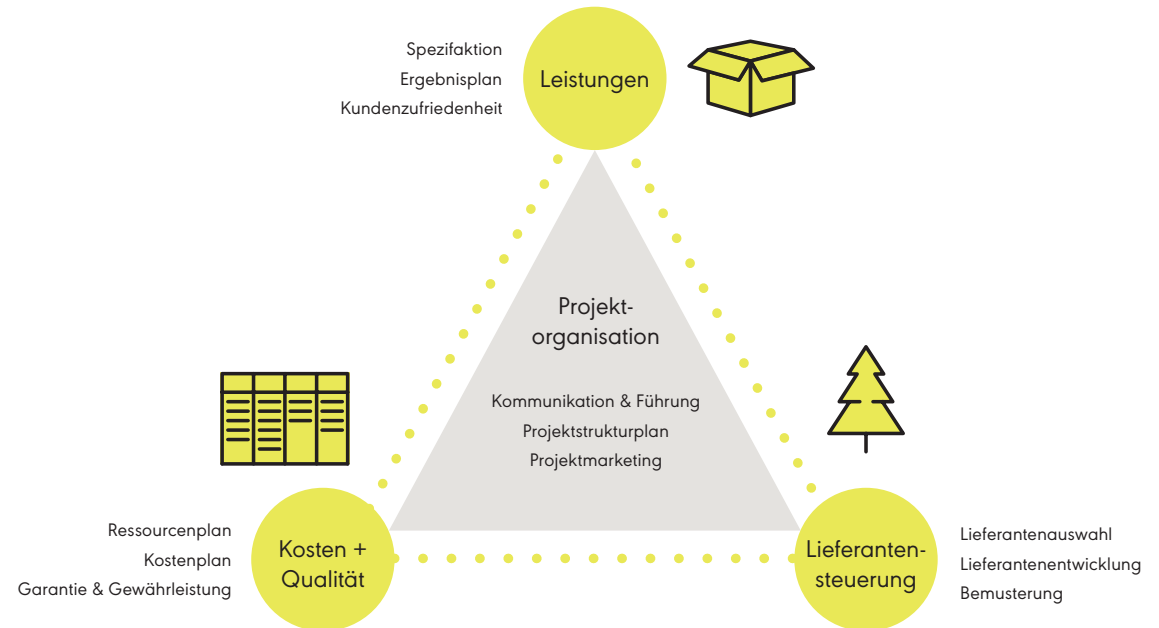 Spezifaktion
Ergebnisplan
Kundenzufriedenheit
Leistungen
Projekt-
organisation
Kommunikation & Führung
Projektstrukturplan
Projektmarketing
Ressourcenplan
Kostenplan
Garantie & Gewährleistung
Kosten +
Qualität
Lieferanten-
steuerung
Lieferantenauswahl
Lieferantenentwicklung
Bemusterung